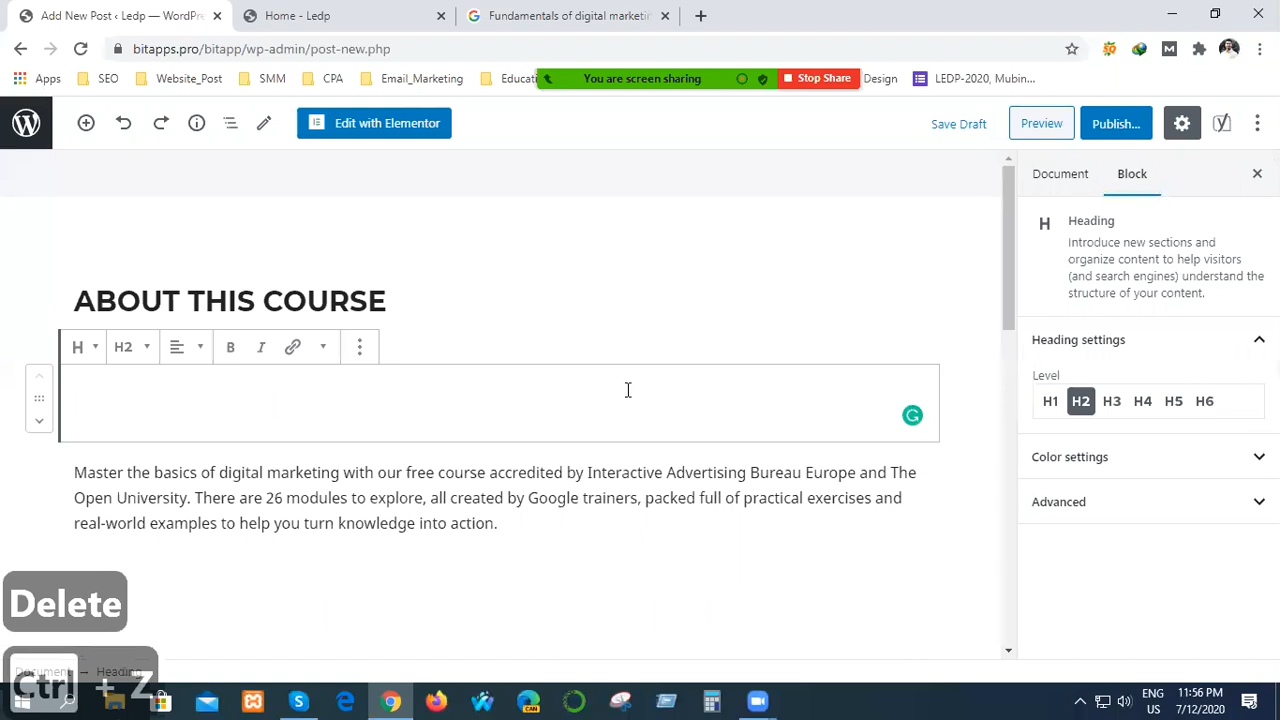 Add New Post ‹ Ledp — WordPre
Home - Ledp
Fundamentals of digital marketin
bitapps.pro/bitapp/wp-admin/post-new.php
Apps
SEO
Website_Post
SMM
CPA
Email_Marketing
Educati
You are screen sharing
Stop Share
Design
LEDP-2020, Mubin...
Edit with Elementor
Save Draft
Preview
Publish...
Document
Block
H
Heading
Introduce new sections and
organize content to help visitors
(and search engines) understand the
structure of your content.
ABOUT THIS COURSE
H
H2
B
I
Heading settings
Level
H1
H2
H3
H4
H5
H6
Color settings
Advanced
Master the basics of digital marketing with our free course accredited by Interactive Advertising Bureau Europe and The
Open University. There are 26 modules to explore, all created by Google trainers, packed full of practical exercises and
real-world examples to help you turn knowledge into action.
Delete
Document → Heading
Ctrl + Z
ENG
US
11:56 PM
7/12/2020